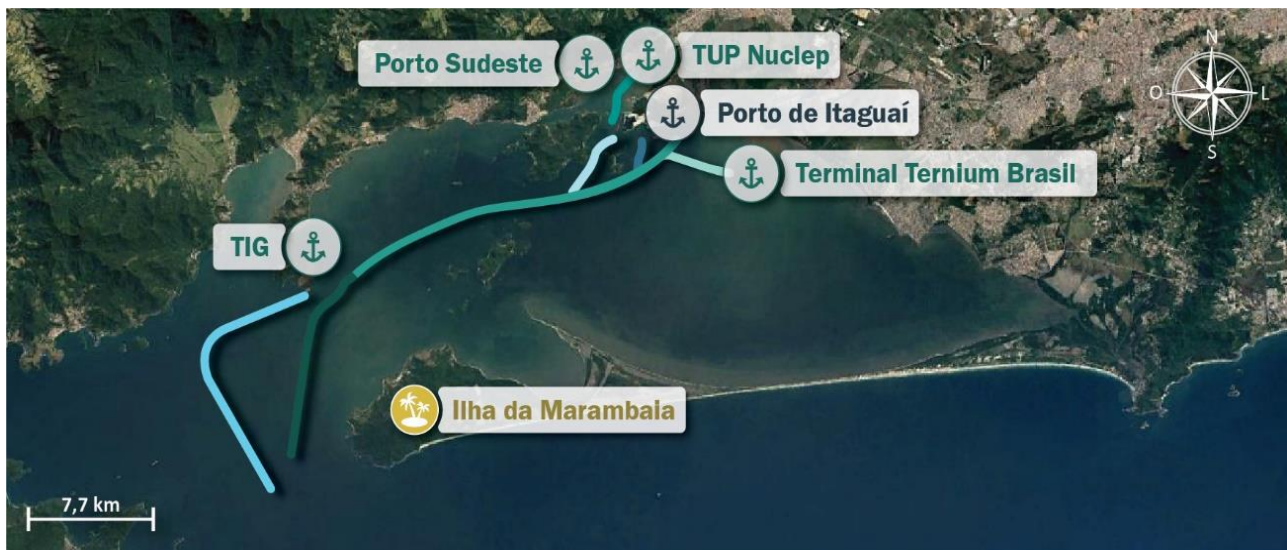 Porto Sudeste
TUP Nuclep
N
Porto de Itaguaí
O
L
S
Terminal Ternium Brasil
TIG
Ilha da Marambaia
7,7 km